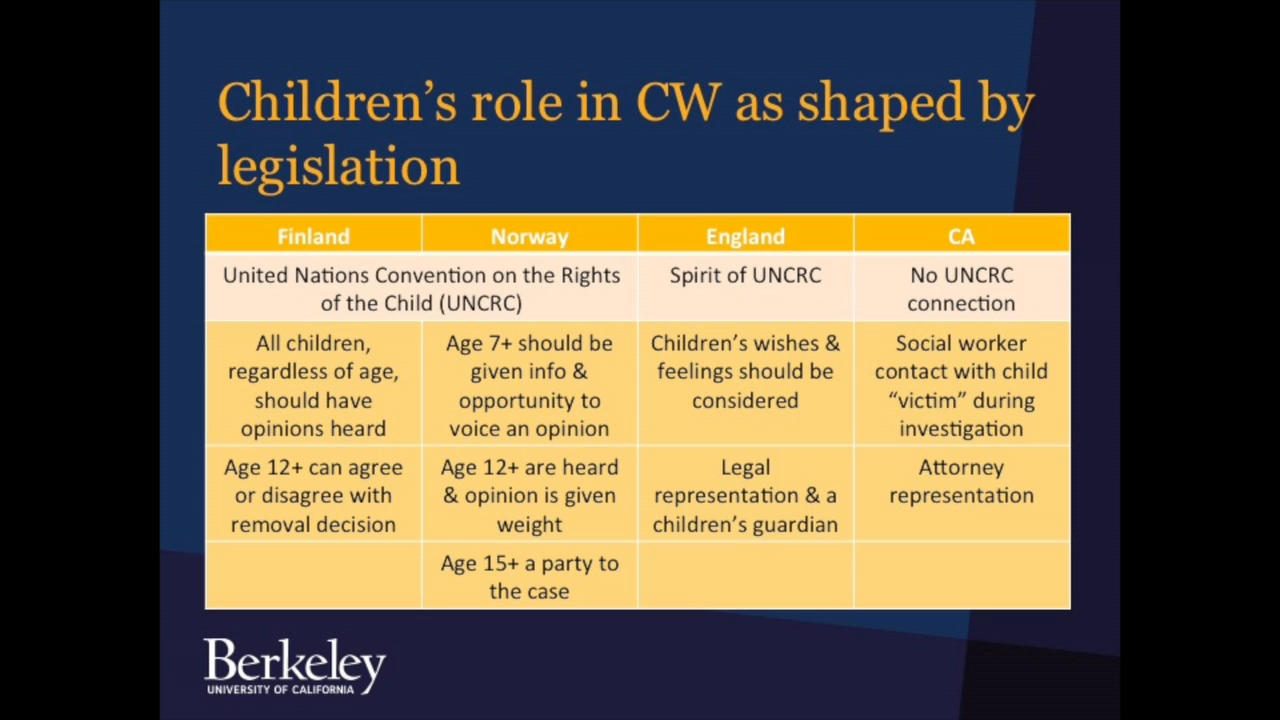 Children’s role in CW as shaped by
legislation
Finland
Norway
England
CA
United Nations Convention on the Rights
of the Child (UNCRC)
Spirit of UNCRC
No UNCRC
connection
All children,
regardless of age,
should have
opinions heard
Age 7+ should be
given info &
opportunity to
voice an opinion
Children’s wishes &
feelings should be
considered
Social worker
contact with child
“victim” during
investigation
Age 12+ can agree
or disagree with
removal decision
Age 12+ are heard
& opinion is given
weight
Legal
representation & a
children’s guardian
Attorney
representation
Age 15+ a party to
the case
Berkeley
UNIVERSITY OF CALIFORNIA